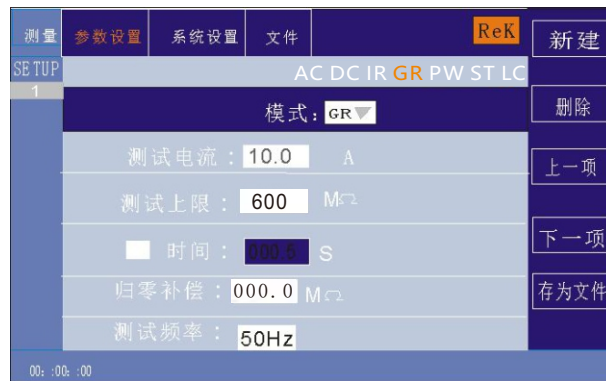 测量 参数设置 系统设置 文件 ReK 新建
SETUP AC DC IR GR PW ST LC
1
模式：GR 删除
测试电流：10.0 A 上一项
测试上限：600 MΩ
时间：000.5 S 下一项
归零补偿：000.0 MΩ 存为文件
测试频率：50Hz
00: :00: :00